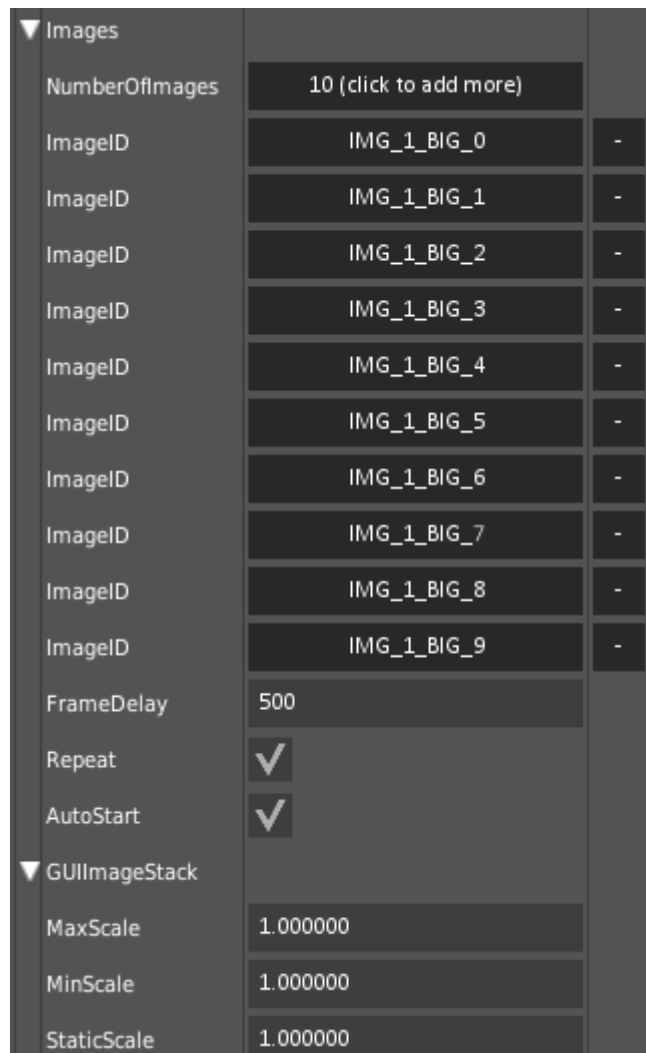 Images
NumberOfImages 10 (click to add more)
ImageID IMG_1_BIG_0 -
ImageID IMG_1_BIG_1 -
ImageID IMG_1_BIG_2 -
ImageID IMG_1_BIG_3 -
ImageID IMG_1_BIG_4 -
ImageID IMG_1_BIG_5 -
ImageID IMG_1_BIG_6 -
ImageID IMG_1_BIG_7 -
ImageID IMG_1_BIG_8 -
ImageID IMG_1_BIG_9 -
FrameDelay 500
Repeat
AutoStart
GUIImageStack
MaxScale 1.000000
MinScale 1.000000
StaticScale 1.000000